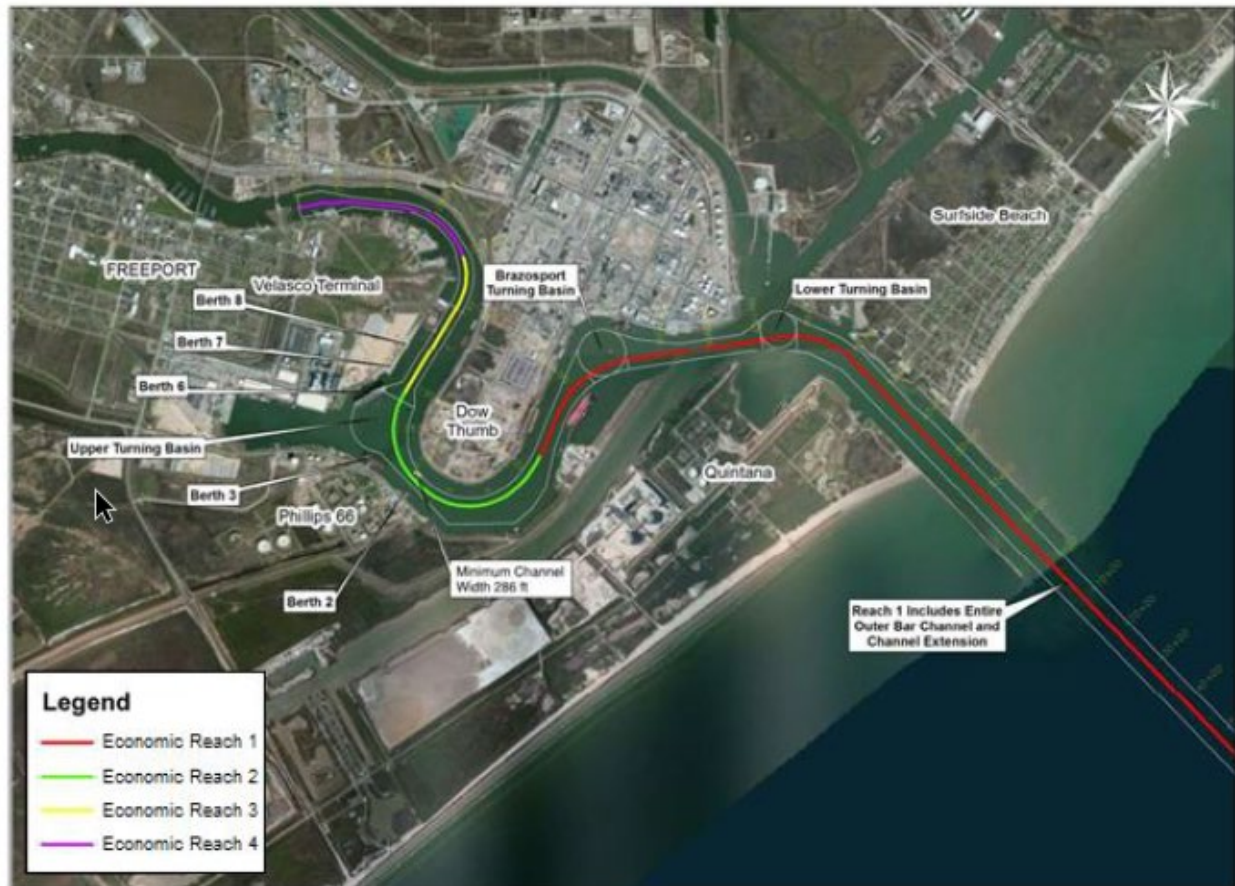 Surfside Beach
Brazosport
Turning Basin
Lower Turning Basin
FREEPORT
Velasco Terminal
Berth 8
Berth 7
Berth 6
Dow
Thumb
Upper Turning Basin
Berth 3
Quintana
Phillips 66
Minimum Channel
Width 286 ft
Berth 2
Reach 1 Includes Entire
Outer Bar Channel and
Channel Extension
Legend
Economic Reach 1
Economic Reach 2
Economic Reach 3
Economic Reach 4